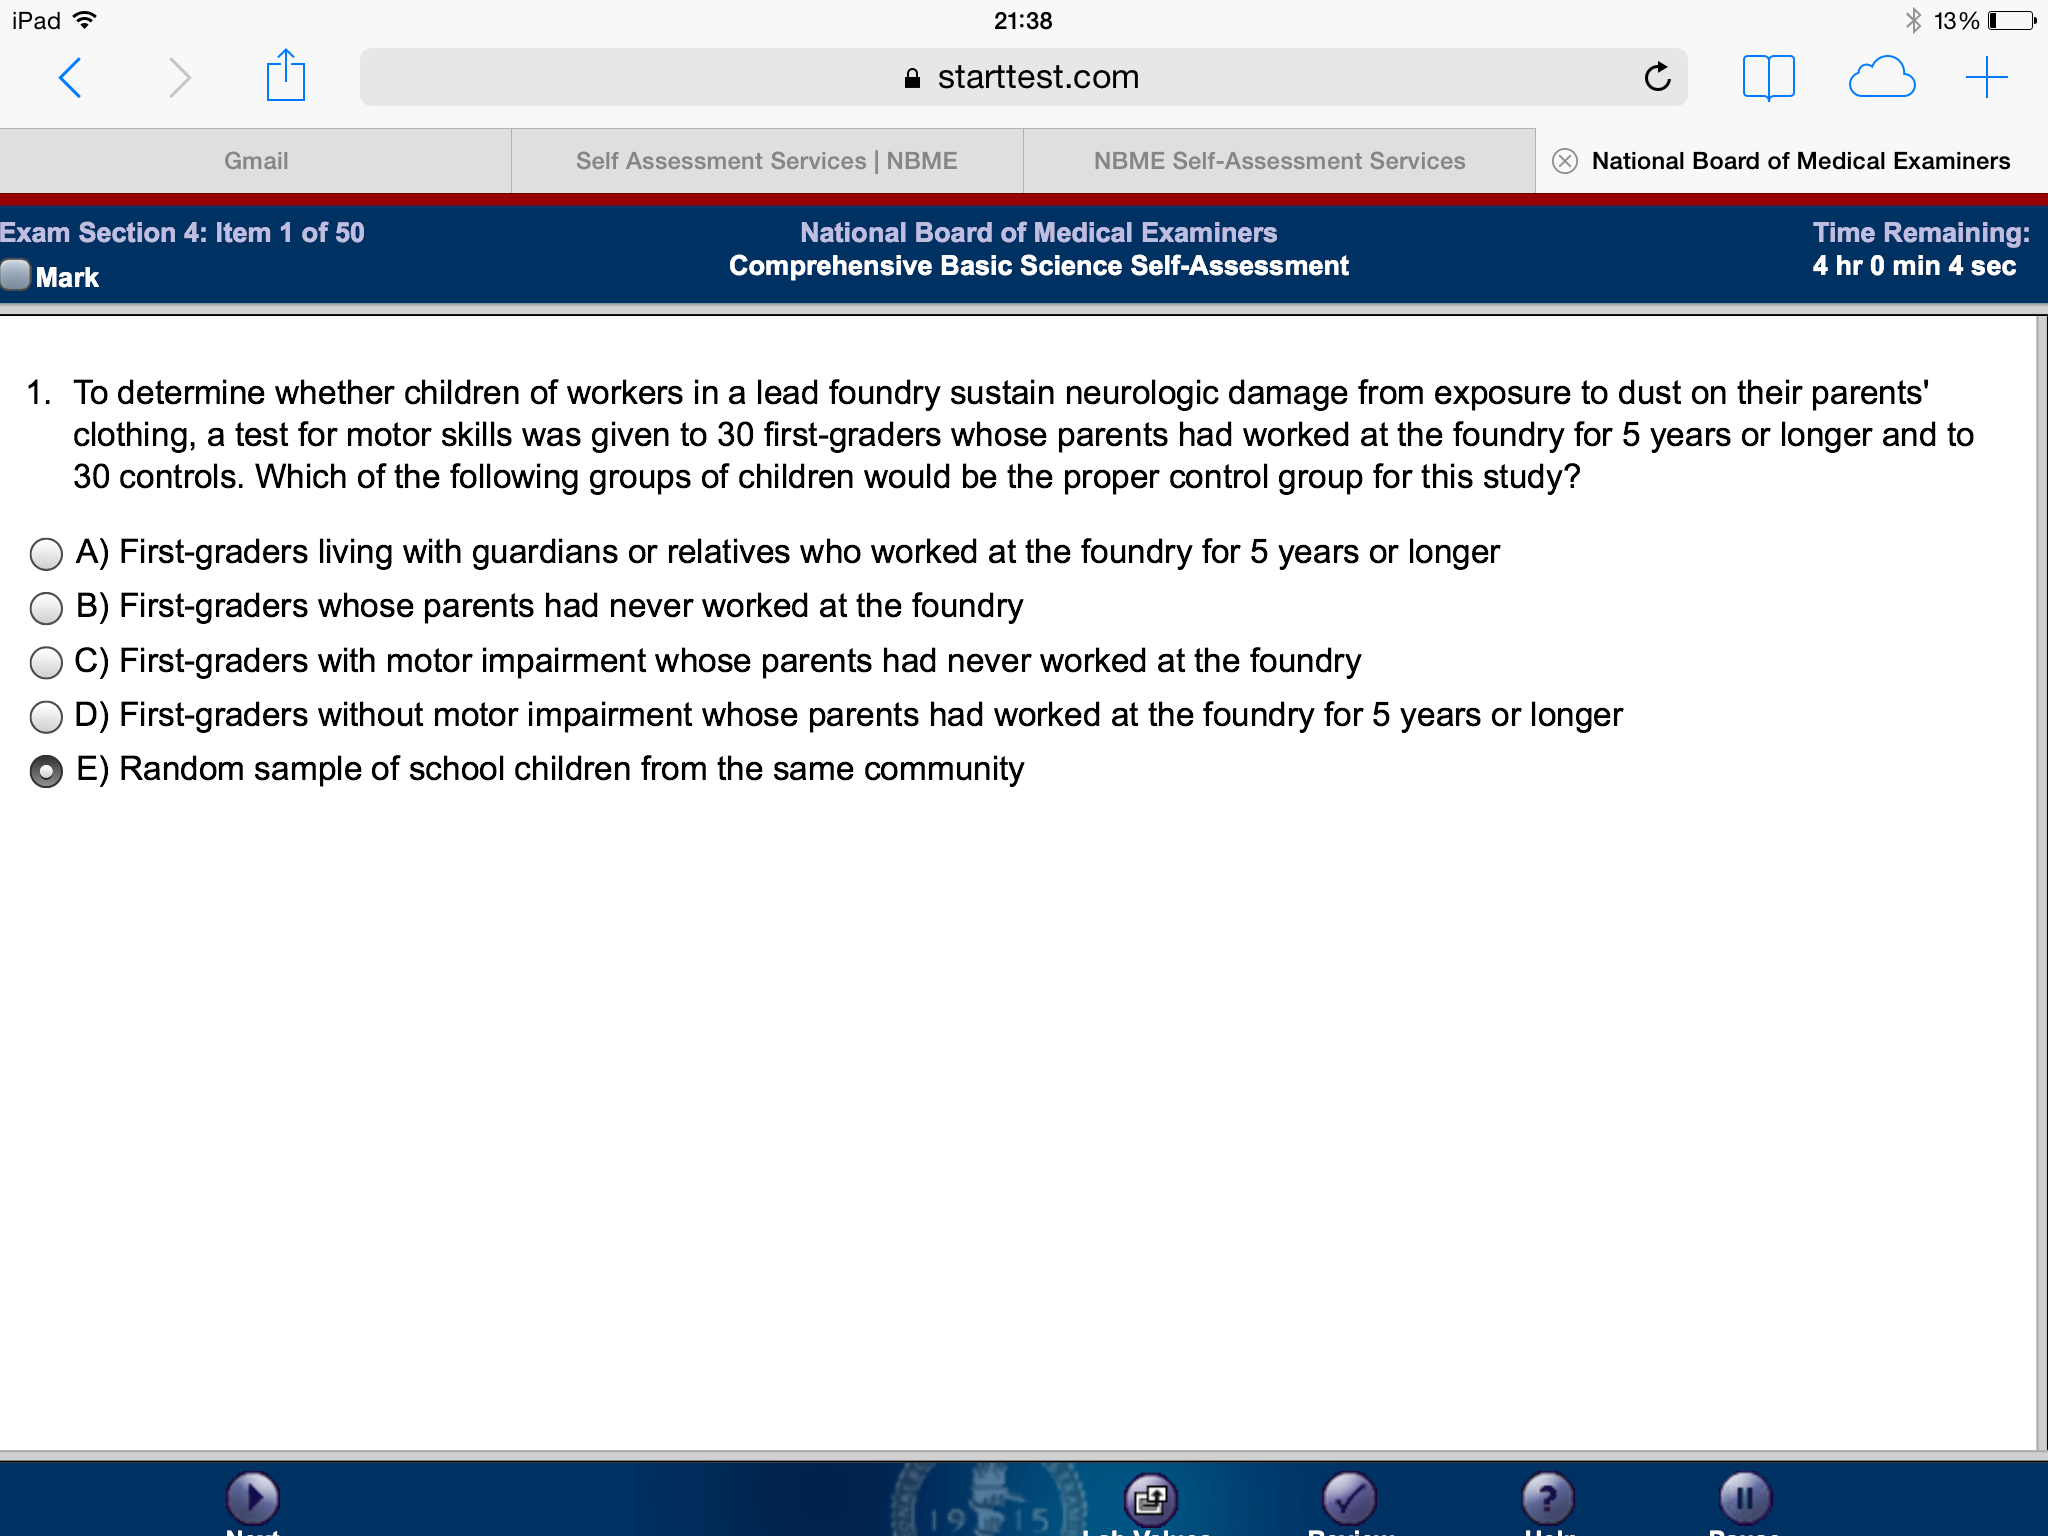 iPad
21:38
13%
starttest.com
Gmail
Self Assessment Services | NBME
NBME Self-Assessment Services
National Board of Medical Examiners
Exam Section 4: Item 1 of 50
National Board of Medical Examiners
Time Remaining:
Mark
Comprehensive Basic Science Self-Assessment
4 hr 0 min 4 sec
1. To determine whether children of workers in a lead foundry sustain neurologic damage from exposure to dust on their parents'
clothing, a test for motor skills was given to 30 first-graders whose parents had worked at the foundry for 5 years or longer and to
30 controls. Which of the following groups of children would be the proper control group for this study?
A) First-graders living with guardians or relatives who worked at the foundry for 5 years or longer
B) First-graders whose parents had never worked at the foundry
C) First-graders with motor impairment whose parents had never worked at the foundry
D) First-graders without motor impairment whose parents had worked at the foundry for 5 years or longer
E) Random sample of school children from the same community
1915
Next
Lab Values
Review
Help
Pause